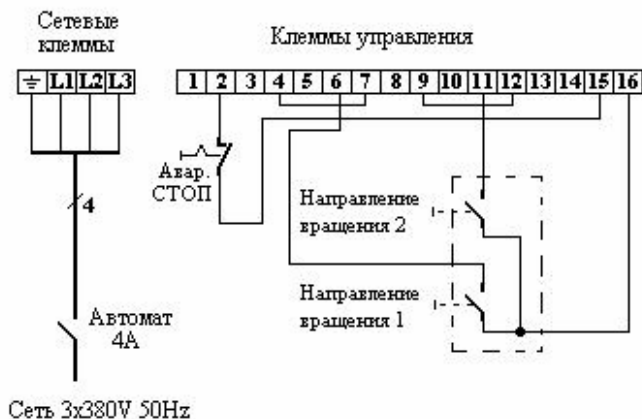 Сетевые
клеммы
Клеммы управления
L1 L2 L3
1 2 3 4 5 6 7 8 9 10 11 12 13 14 15 16
Авар.
СТОП
Направление
вращения 2
4
Направление
вращения 1
Автомат
4А
Сеть 3x380V 50Hz